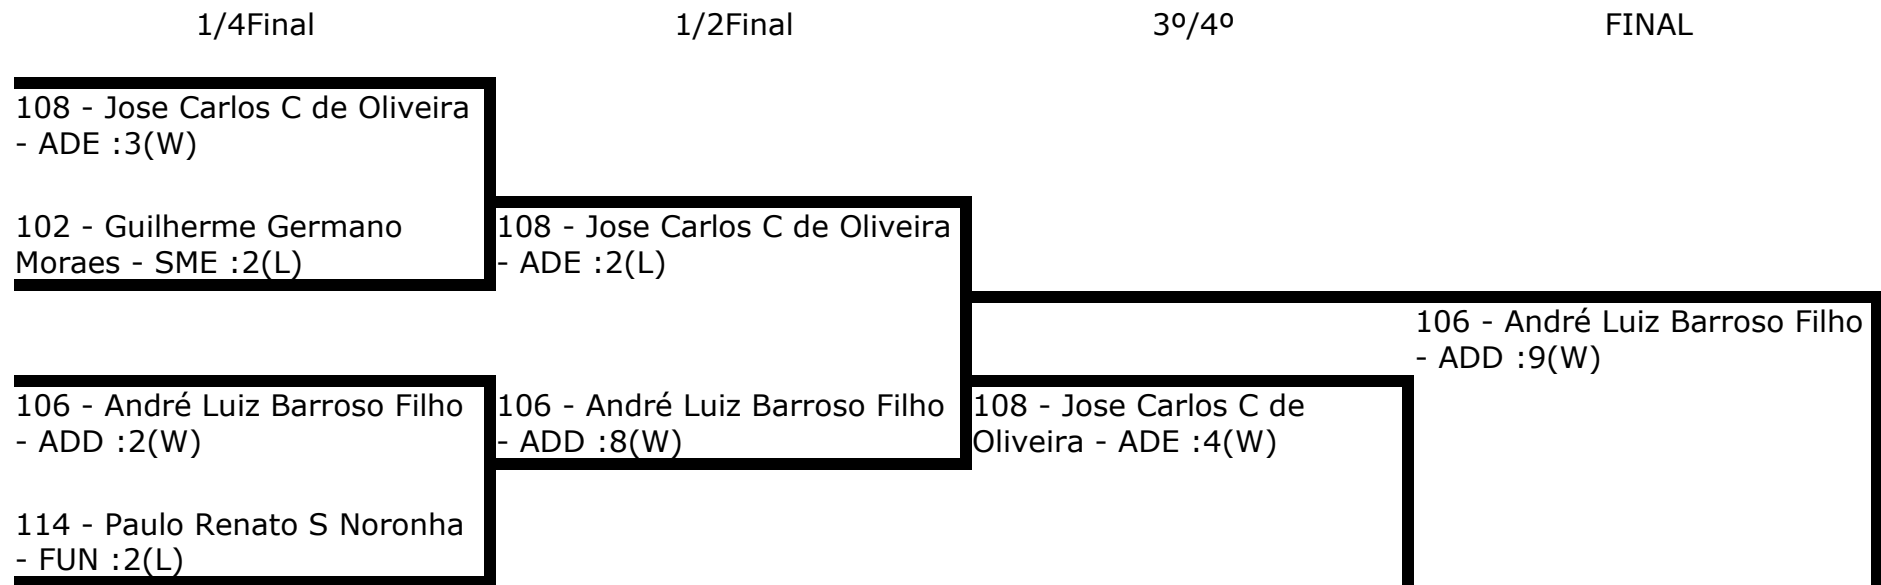 1/4Final
1/2Final
3º/4º
FINAL
108 - Jose Carlos C de Oliveira
- ADE :3(W)
102 - Guilherme Germano
Moraes - SME :2(L)
108 - Jose Carlos C de Oliveira
- ADE :2(L)
106 - André Luiz Barroso Filho
- ADD :9(W)
106 - André Luiz Barroso Filho
- ADD :2(W)
106 - André Luiz Barroso Filho
- ADD :8(W)
108 - Jose Carlos C de
Oliveira - ADE :4(W)
114 - Paulo Renato S Noronha
- FUN :2(L)